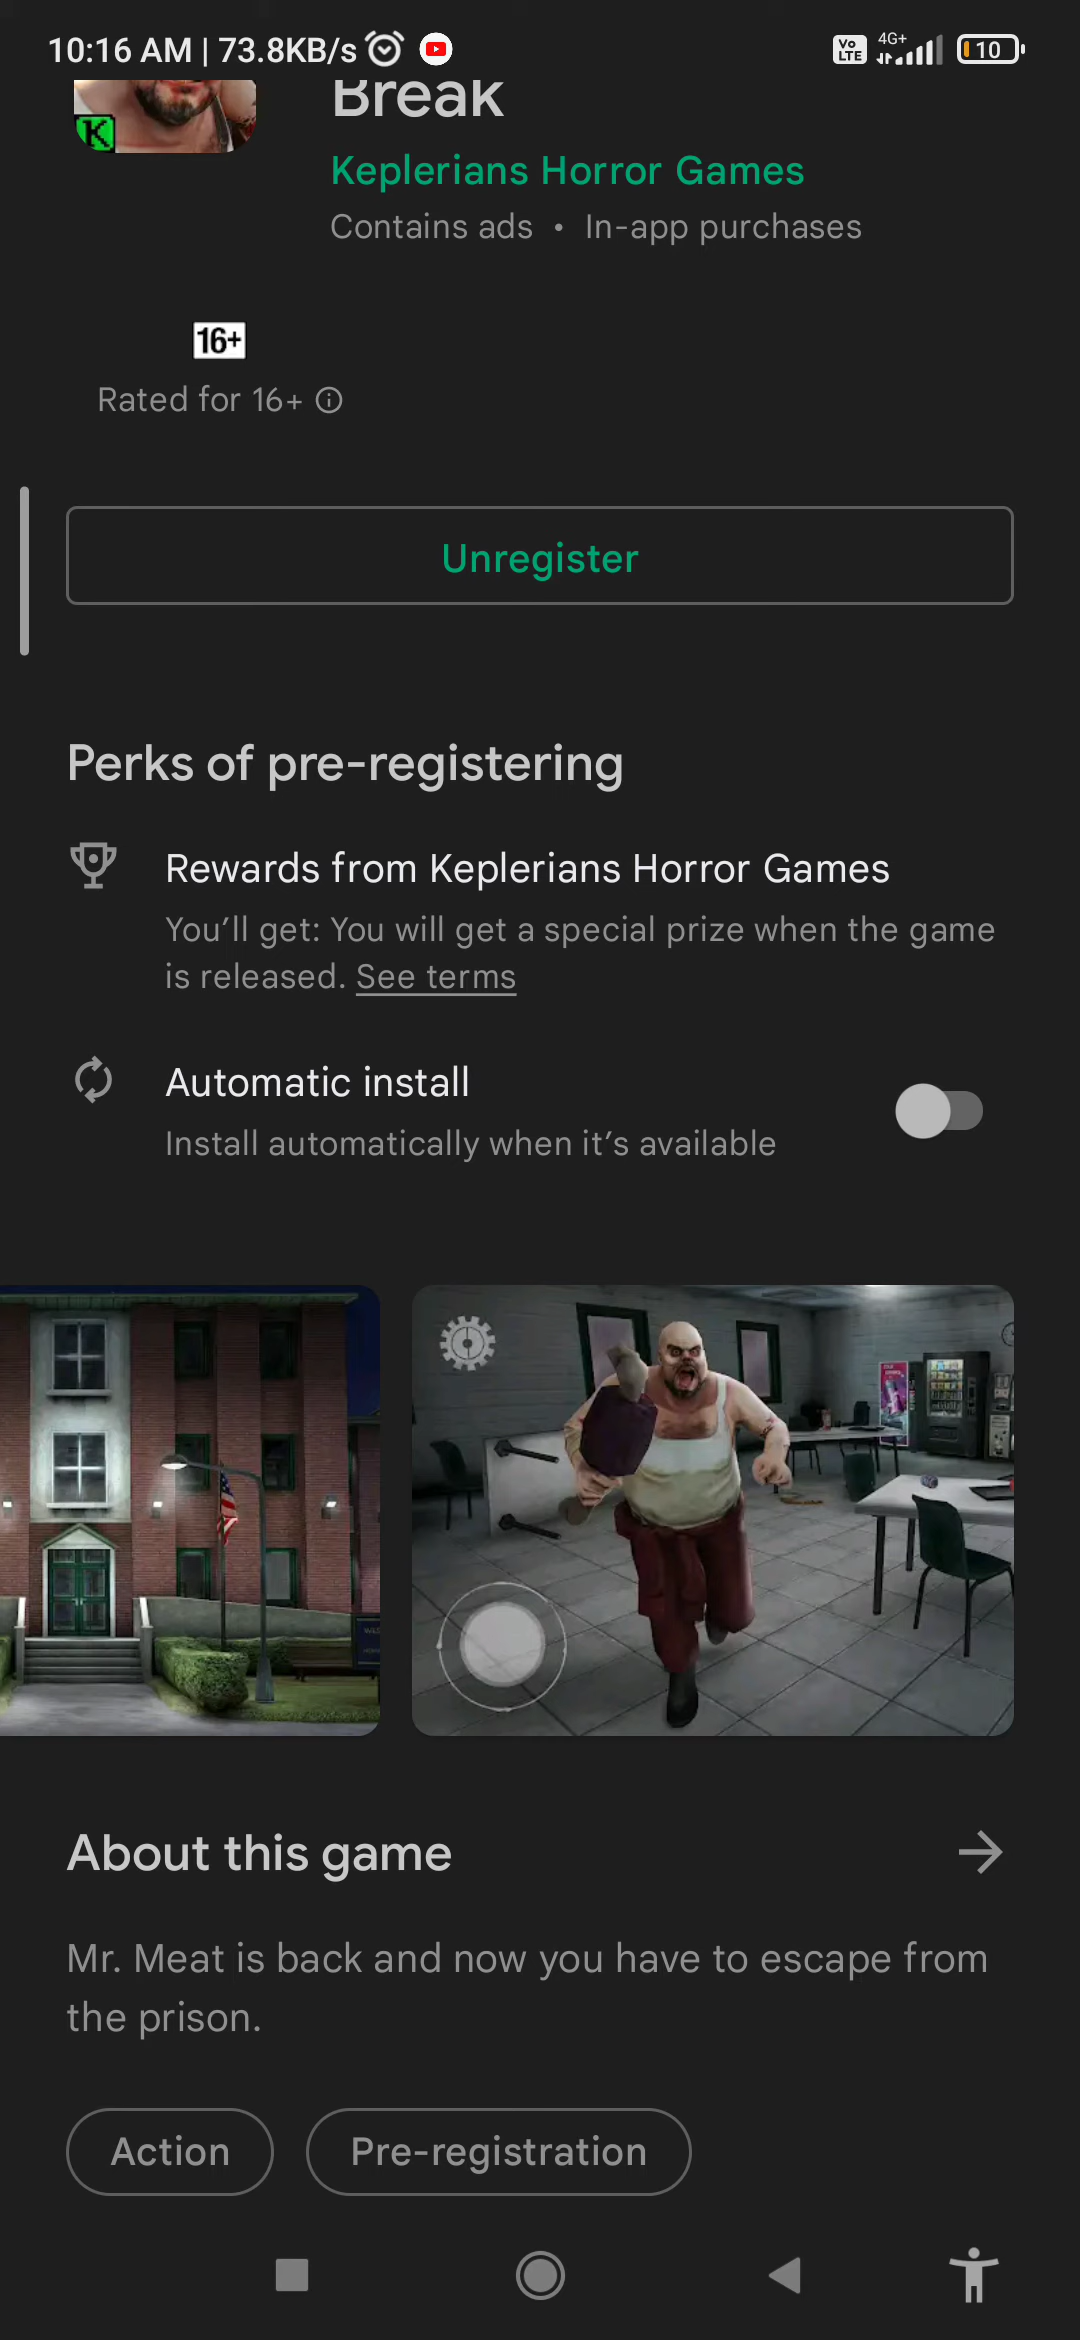 10:16 AM | 73.8KB/s
Vo LTE 4G+ 10
Break
Keplerians Horror Games
Contains ads • In-app purchases
16+
Rated for 16+
Unregister
Perks of pre-registering
Rewards from Keplerians Horror Games
You’ll get: You will get a special prize when the game
is released. See terms
Automatic install
Install automatically when it’s available
About this game
Mr. Meat is back and now you have to escape from
the prison.
Action
Pre-registration